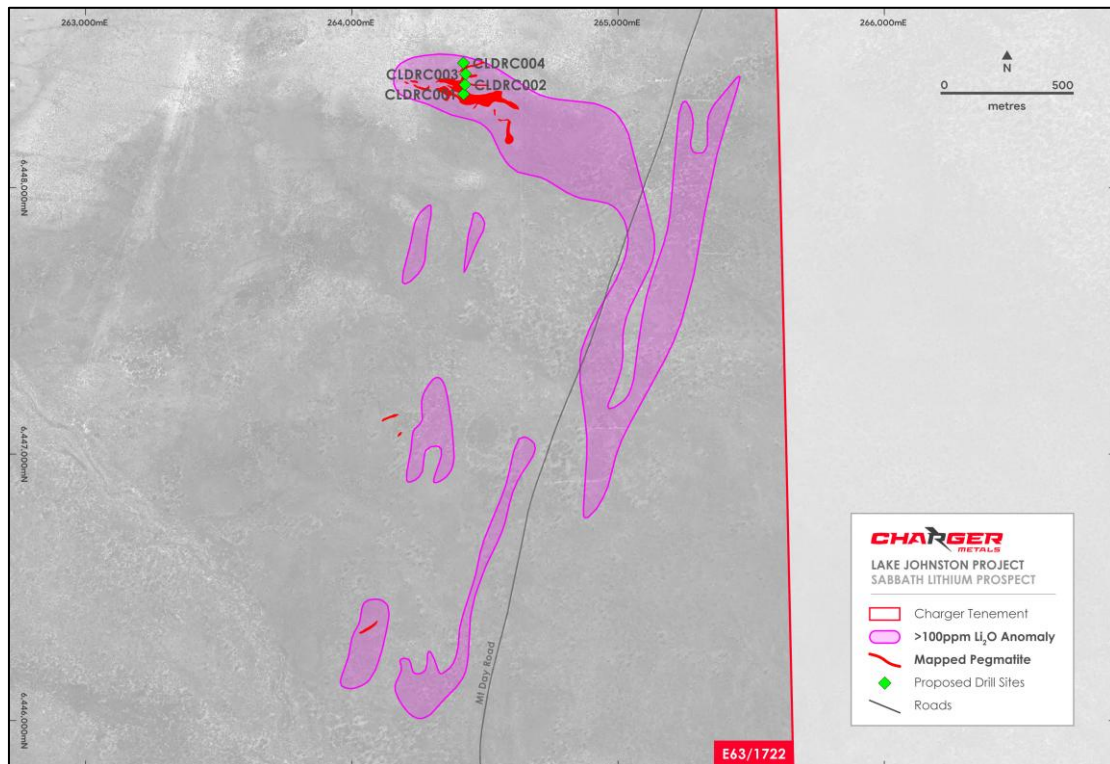 263,000mE
264,000mE
265,000mE
266,000mE
CLDRC004
CLDRC003
CLDRC002
CLDRC001
N
0 500
metres
6,448,000mN
6,447,000mN
6,446,000mN
Mt Day Road
CHARGER
METALS
LAKE JOHNSTON PROJECT
SABBATH LITHIUM PROSPECT
Charger Tenement
>100ppm Li₂O Anomaly
Mapped Pegmatite
Proposed Drill Sites
Roads
E63/1722